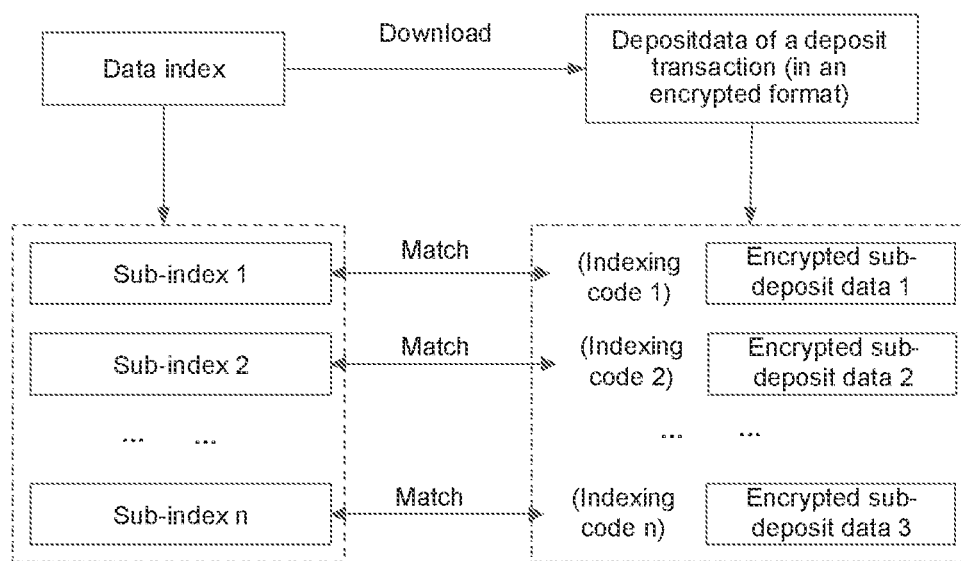 Data index
Download
Depositdata of a deposit
transaction (in an
encrypted format)
Sub-index 1
Match
(Indexing
code 1)
Encrypted sub-
deposit data 1
Sub-index 2
Match
(Indexing
code 2)
Encrypted sub-
deposit data 2
... ...
... ...
Sub-index n
Match
(Indexing
code n)
Encrypted sub-
deposit data 3